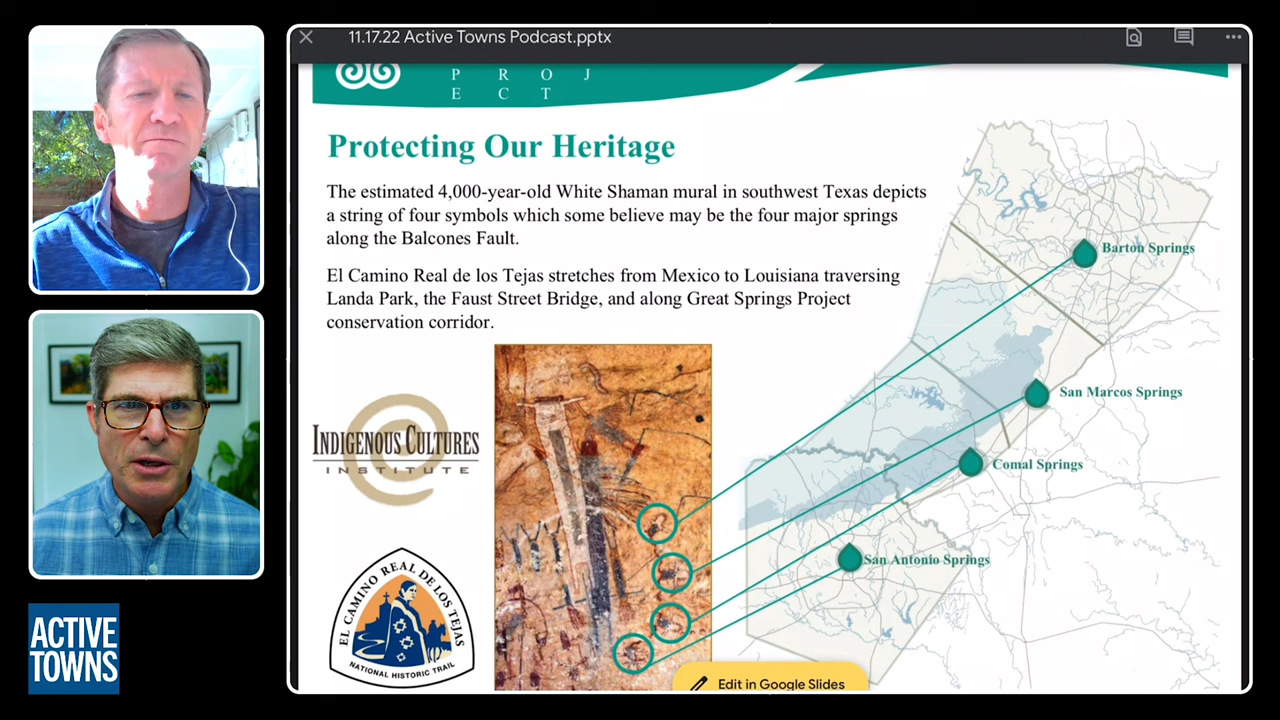 11.17.22 Active Towns Podcast.pptx
P R O J
E C T
Protecting Our Heritage
The estimated 4,000-year-old White Shaman mural in southwest Texas depicts
a string of four symbols which some believe may be the four major springs
along the Balcones Fault.
El Camino Real de los Tejas stretches from Mexico to Louisiana traversing
Landa Park, the Faust Street Bridge, and along Great Springs Project
conservation corridor.
Barton Springs
San Marcos Springs
Comal Springs
San Antonio Springs
INDIGENOUS CULTURES
INSTITUTE
EL CAMINO REAL DE LOS TEJAS
NATIONAL HISTORIC TRAIL
Edit in Google Slides
ACTIVE
TOWNS